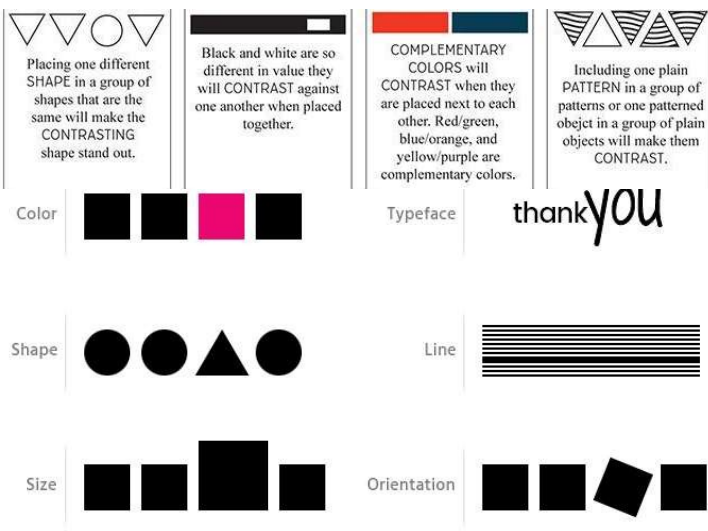 Placing one different
SHAPE in a group of
shapes that are the
same will make the
CONTRASTING
shape stand out.
Black and white are so
different in value they
will CONTRAST against
one another when placed
together.
COMPLEMENTARY
COLORS will
CONTRAST when they
are placed next to each
other. Red/green,
blue/orange, and
yellow/purple are
complementary colors.
Including one plain
PATTERN in a group of
patterns or one patterned
obejct in a group of plain
objects will make them
CONTRAST.
Color
Typeface
thankyou
Shape
Line
Size
Orientation